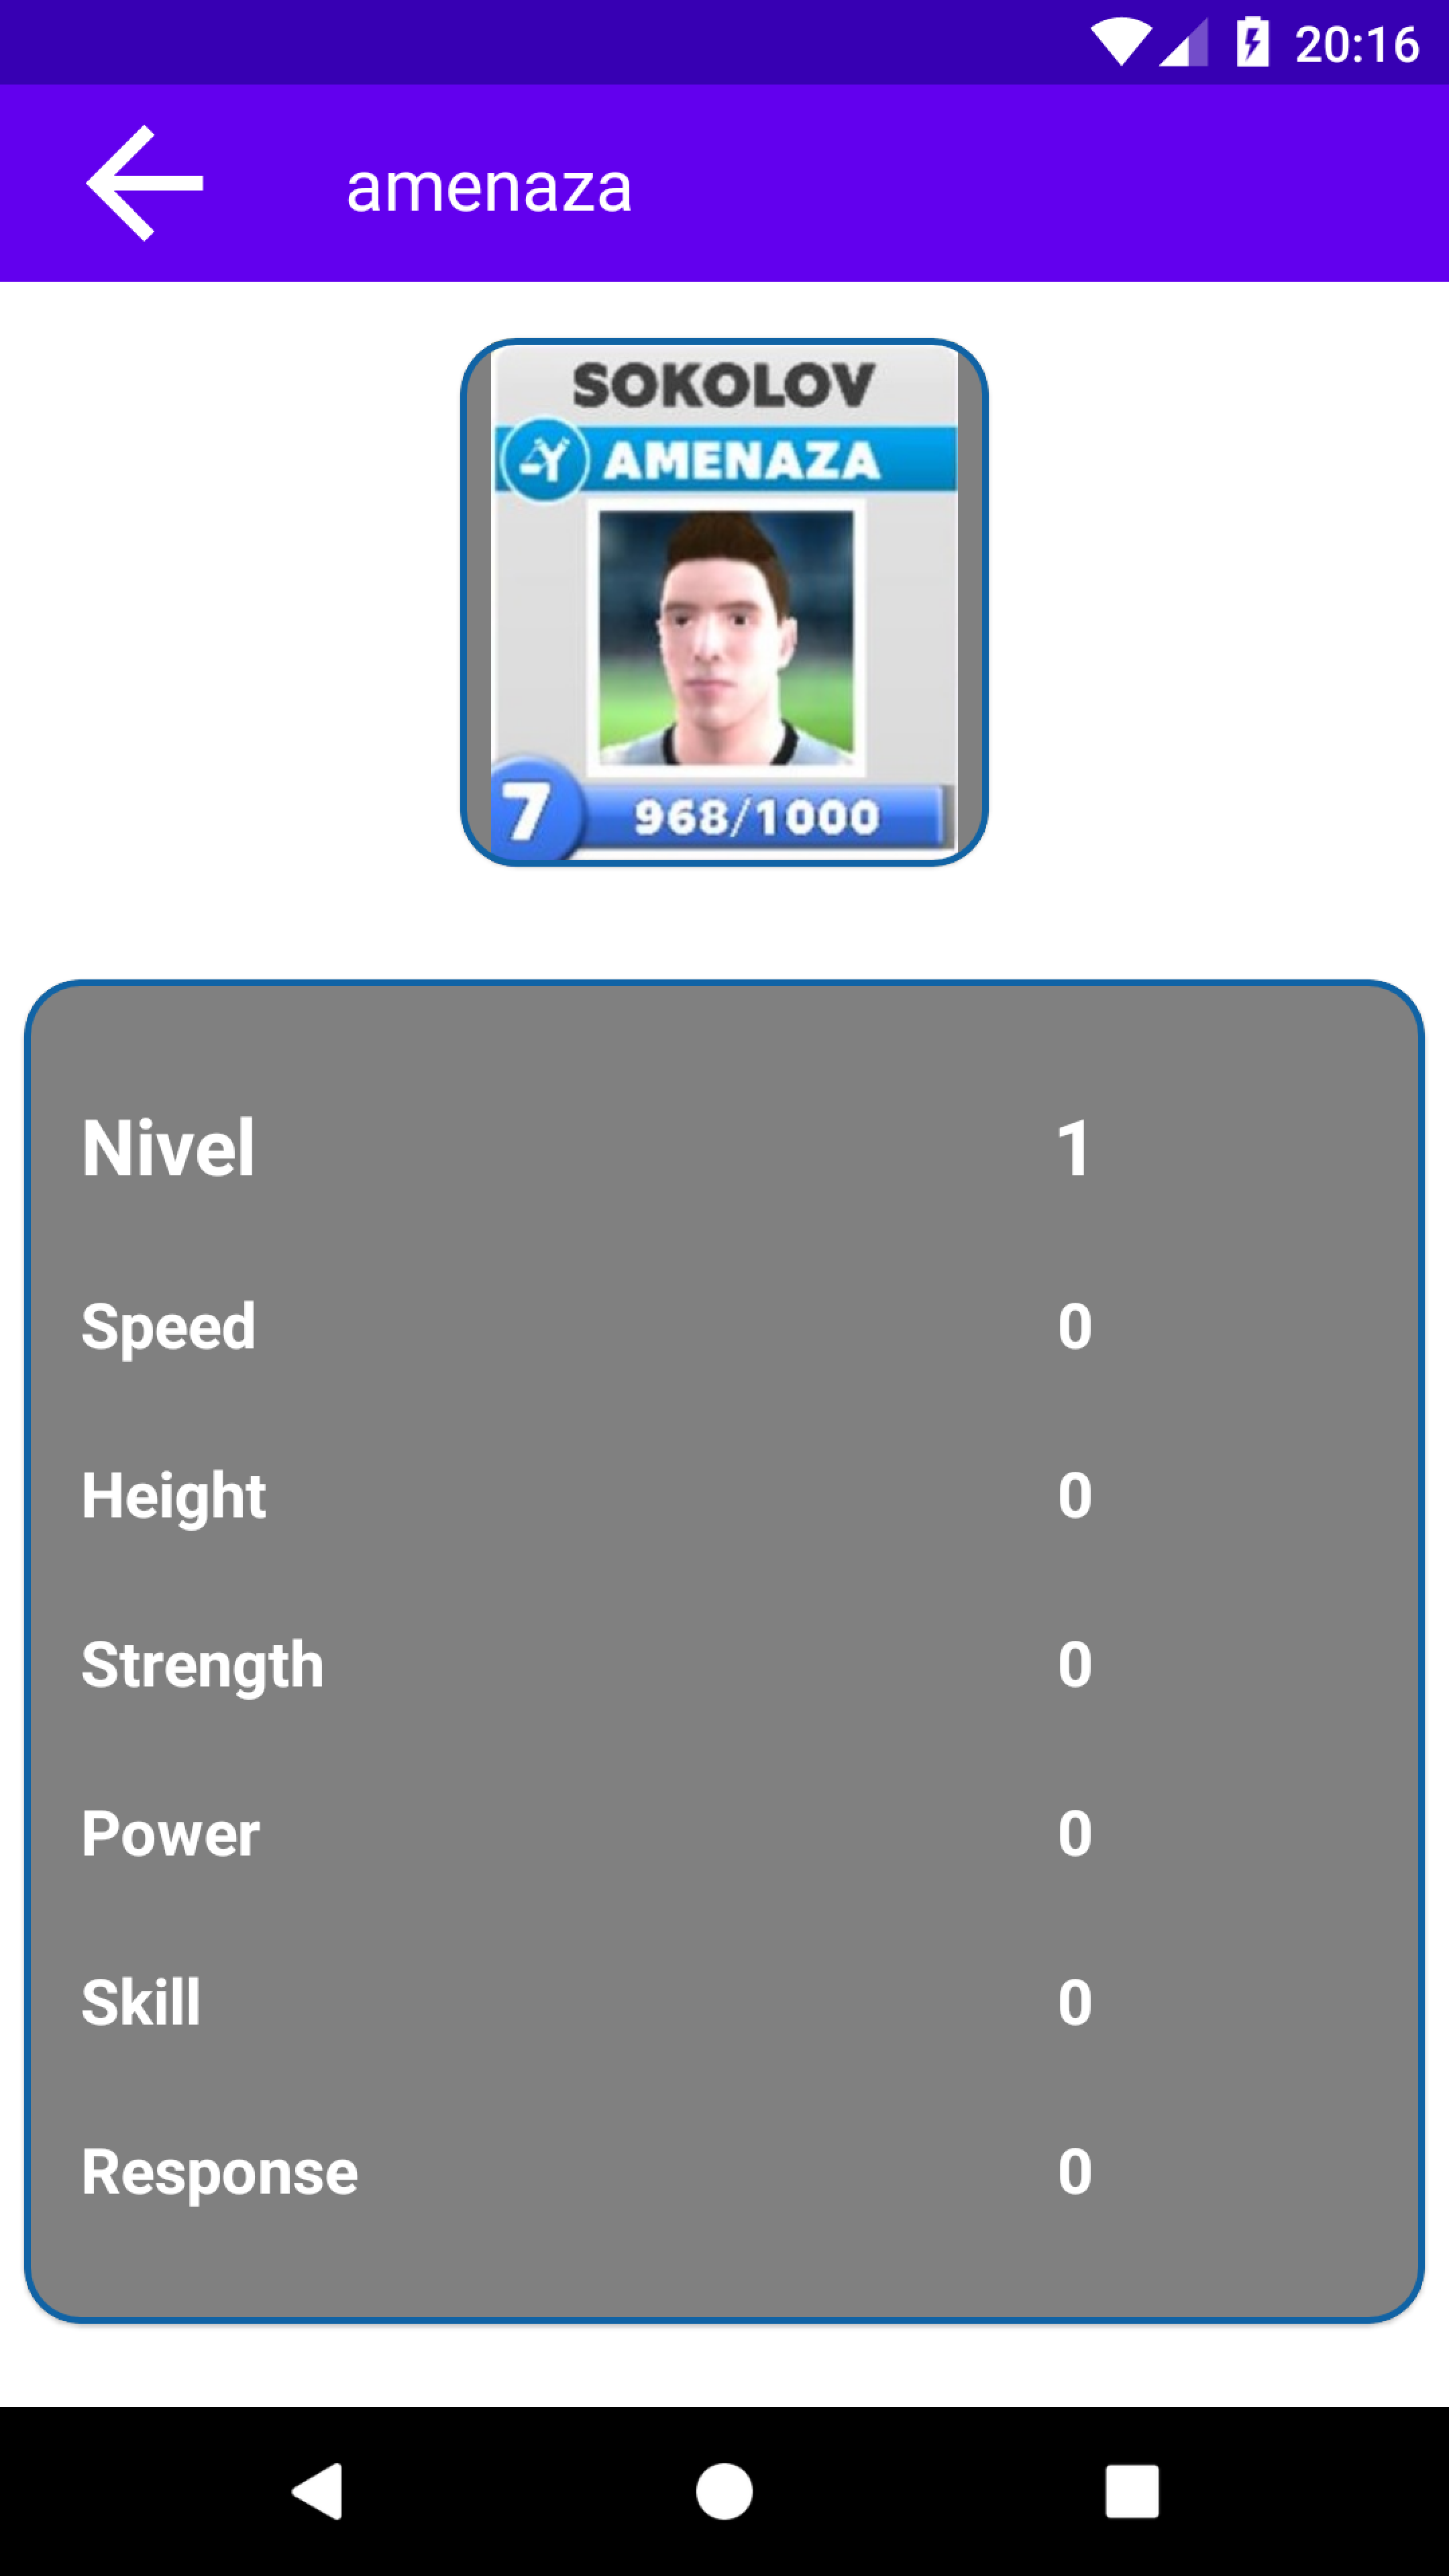 20:16
amenaza
SOKOLOV
AMENAZA
7 968/1000
Nivel 1
Speed 0
Height 0
Strength 0
Power 0
Skill 0
Response 0